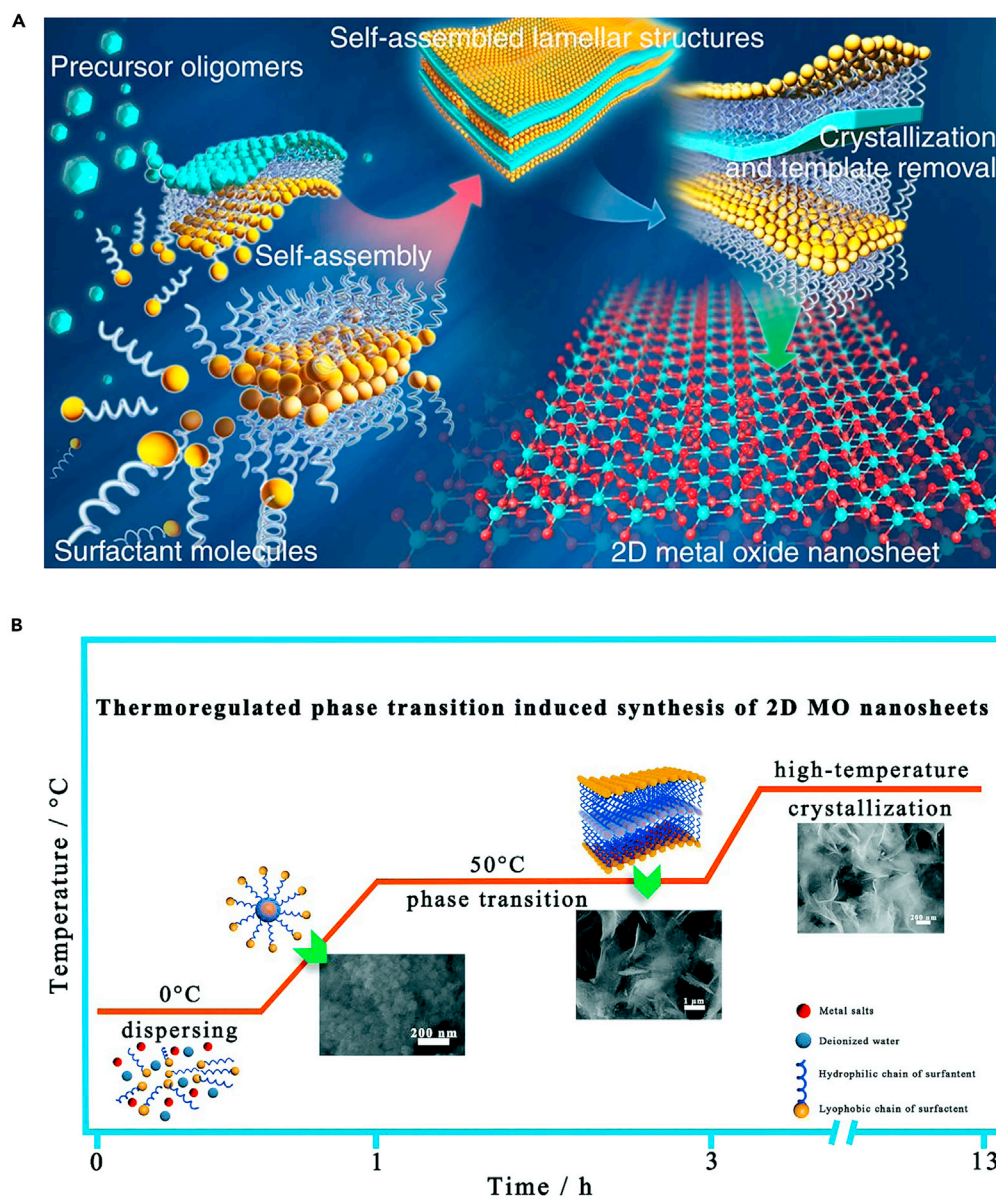 A
Precursor oligomers
Self-assembled lamellar structures
Crystallization
and template removal
Self-assembly
Surfactant molecules
2D metal oxide nanosheet
B
Thermoregulated phase transition induced synthesis of 2D MO nanosheets
Temperature / °C
high-temperature
crystallization
50°C
phase transition
0°C
dispersing
200 nm
1 µm
200 nm
Metal salts
Deionized water
Hydrophilic chain of surfantent
Lyophobic chain of surfactent
0
1
3
13
Time / h